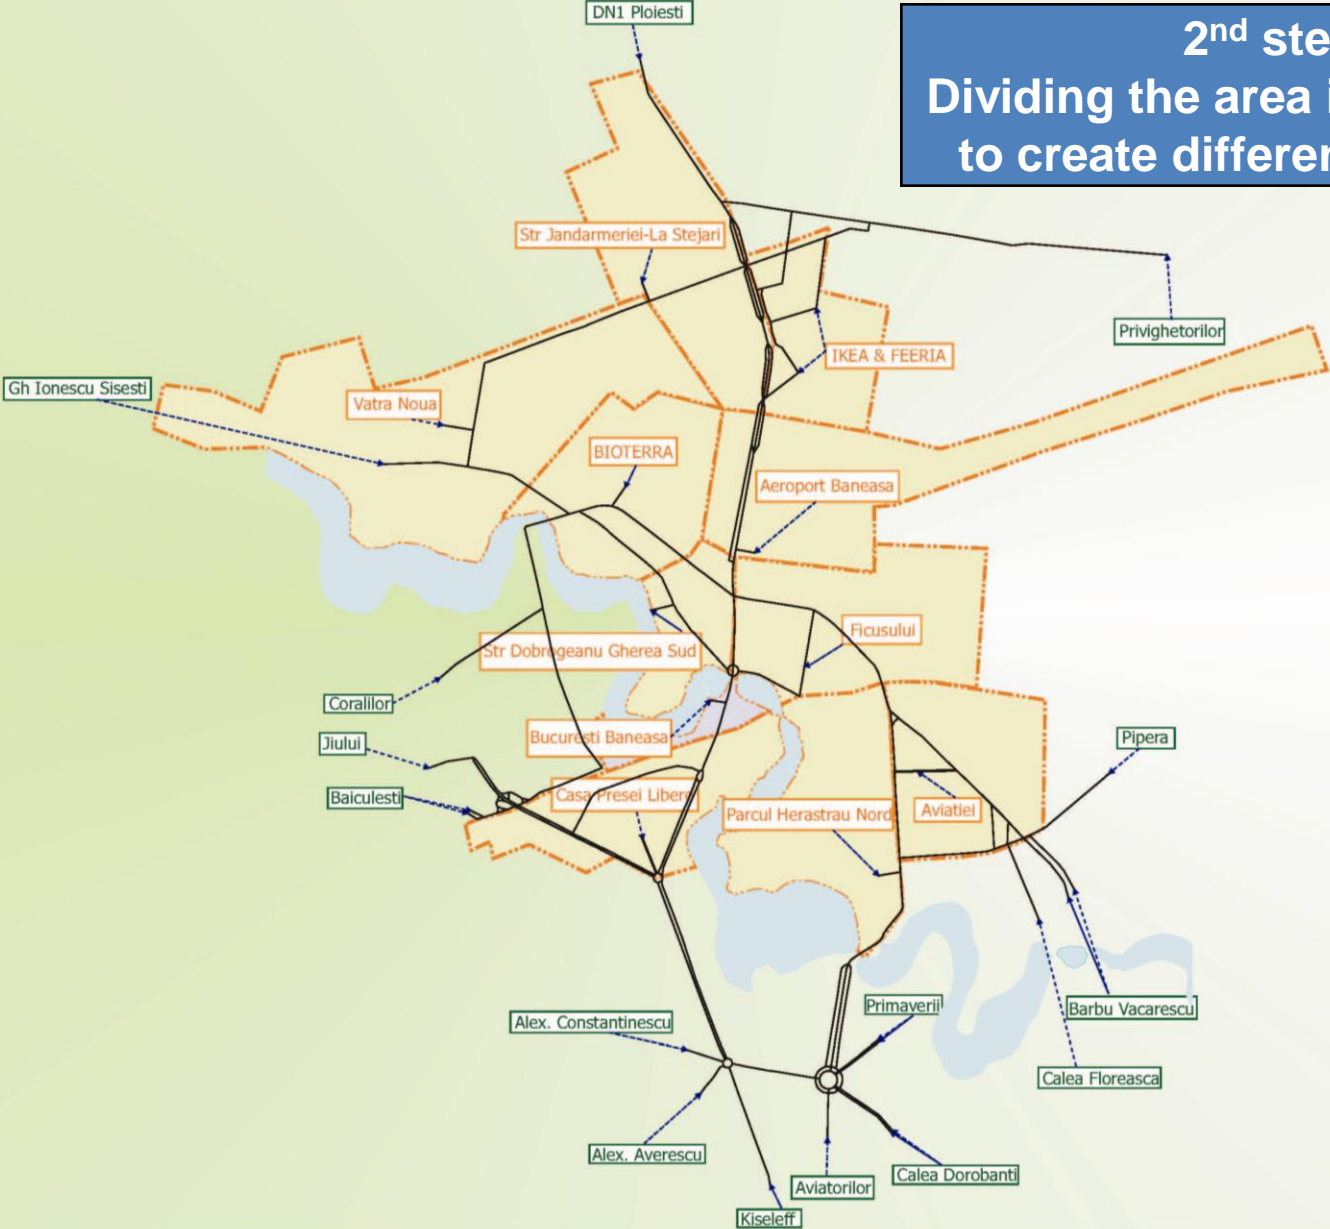 DN1 Ploiesti
2nd ste
Dividing the area i
to create differen
Str Jandarmeriei-La Stejari
Privighetorilor
IKEA & FEERIA
Gh Ionescu Sisesti
Vatra Noua
BIOTERRA
Aeroport Baneasa
Ficusului
Str Dobrogeanu Gherea Sud
Coralilor
Bucuresti Baneasa
Jiului
Pipera
Baiculesti
Casa Presei Libere
Parcul Herastrau Nord
Aviatiei
Primaverii
Barbu Vacarescu
Alex. Constantinescu
Calea Floreasca
Alex. Averescu
Calea Dorobanti
Aviatorilor
Kiseleff